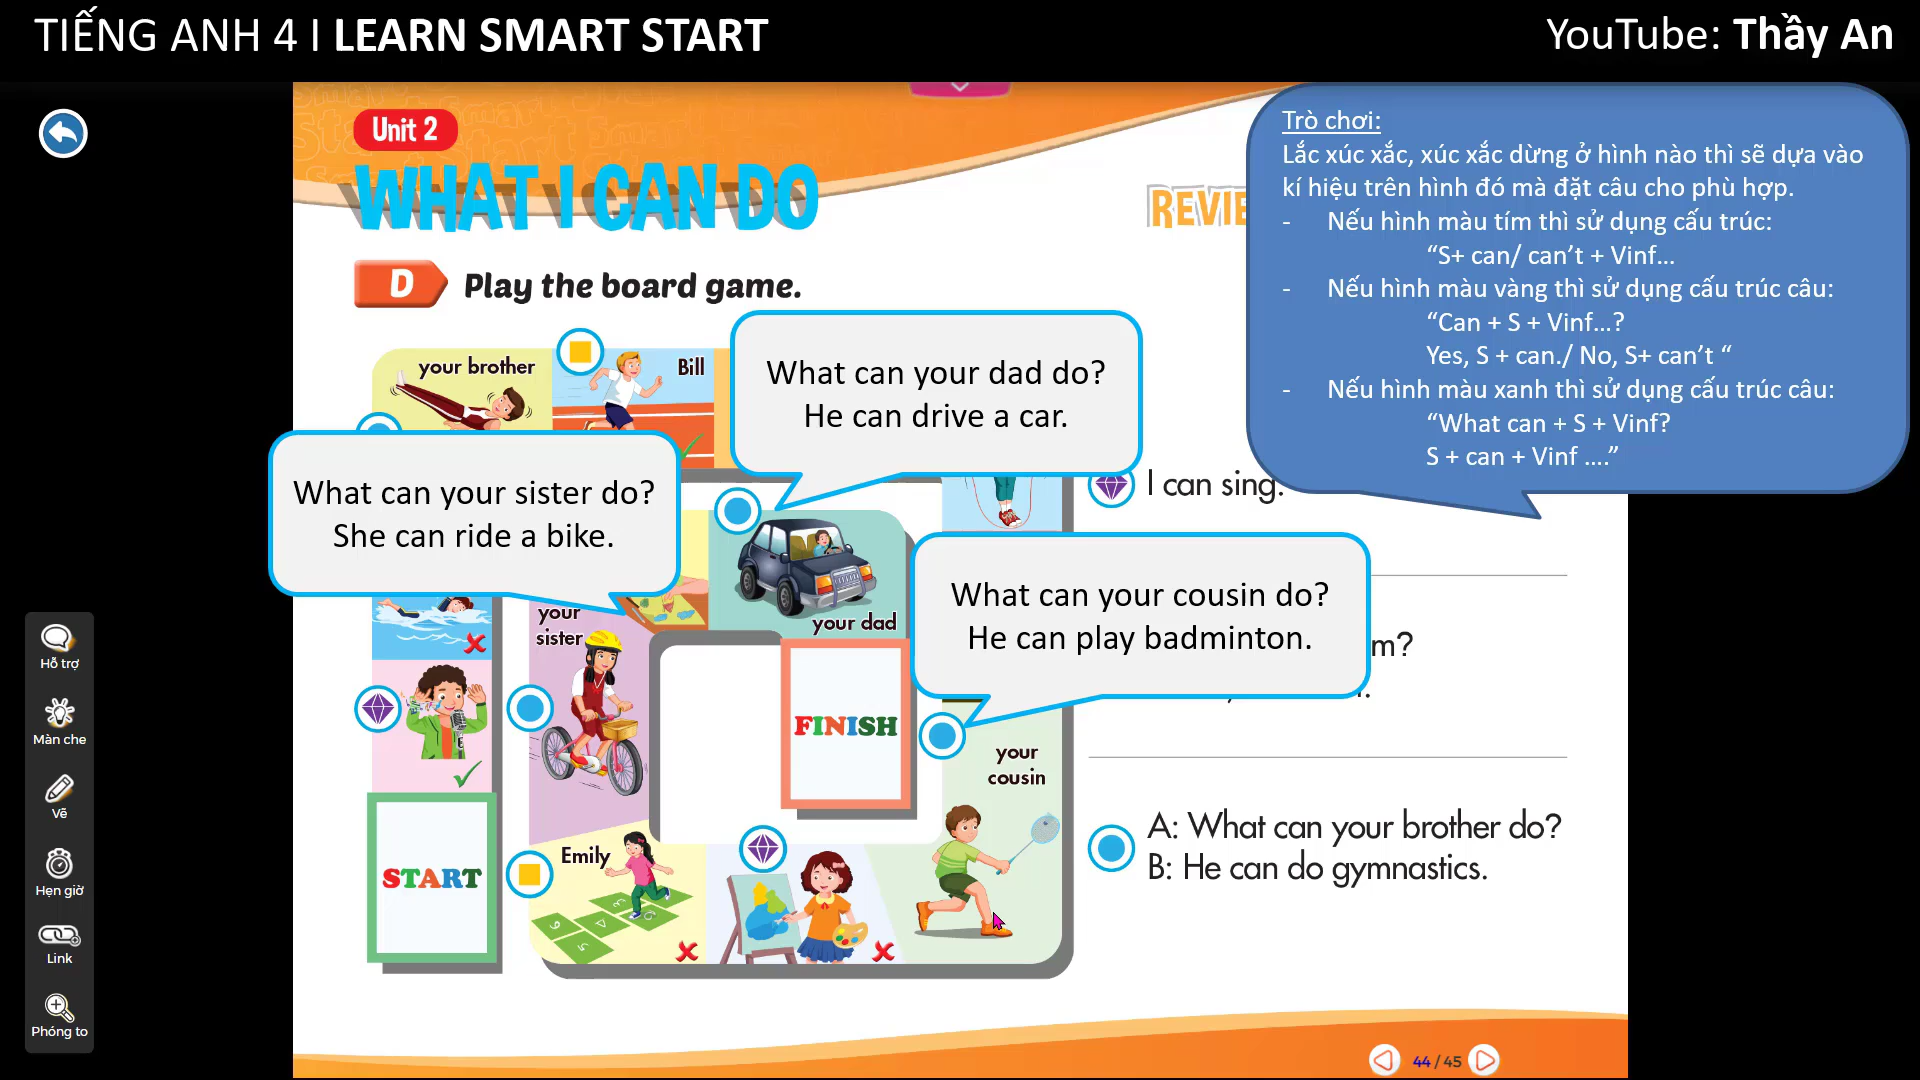 TIẾNG ANH 4 I LEARN SMART START
YouTube: Thầy An
Unit 2
WHAT I CAN DO
D Play the board game.
Trò chơi:
Lắc xúc xắc, xúc xắc dừng ở hình nào thì sẽ dựa vào
kí hiệu trên hình đó mà đặt câu cho phù hợp.
- Nếu hình màu tím thì sử dụng cấu trúc:
“S+ can/ can’t + Vinf...
- Nếu hình màu vàng thì sử dụng cấu trúc câu:
“Can + S + Vinf...?
Yes, S + can./ No, S+ can’t “
- Nếu hình màu xanh thì sử dụng cấu trúc câu:
“What can + S + Vinf?
S + can + Vinf ....”
your brother
Bill
What can your dad do?
He can drive a car.
What can your sister do?
She can ride a bike.
I can sing.
What can your cousin do?
He can play badminton.
your
sister
your dad
FINISH
your
cousin
START
Emily
A: What can your brother do?
B: He can do gymnastics.
Hỗ trợ
Màn che
Vẽ
Hẹn giờ
Link
Phóng to
44 / 45